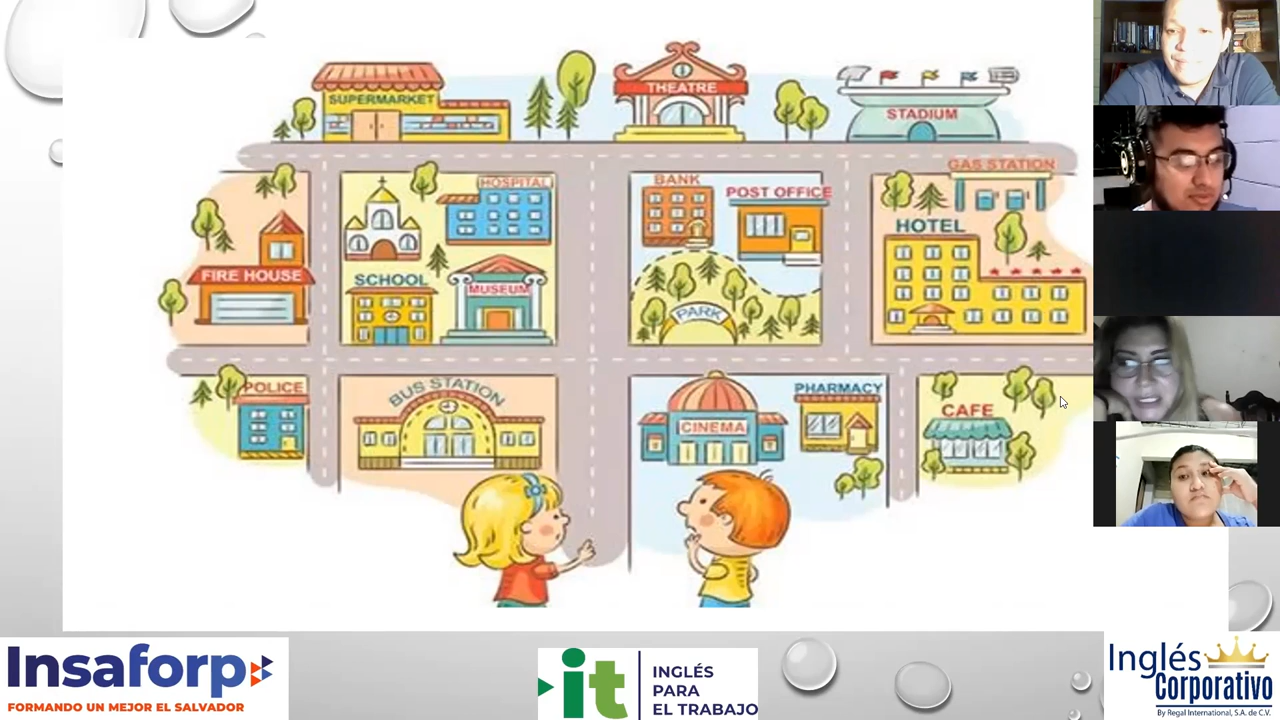 SUPERMARKET
THEATRE
STADIUM
GAS STATION
HOSPITAL
BANK
POST OFFICE
HOTEL
FIRE HOUSE
SCHOOL
MUSEUM
PARK
POLICE
BUS STATION
CINEMA
PHARMACY
CAFE
Insaforp
FORMANDO UN MEJOR EL SALVADOR
it
INGLÉS
PARA
EL TRABAJO
Inglés
Corporativo
By Regal International, S.A. de C.V.